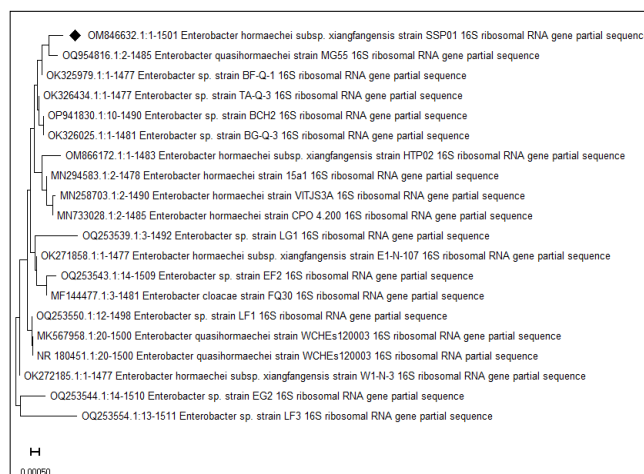 OM846632.1:1-1501 Enterobacter hormaechei subsp. xiangfangensis strain SSP01 16S ribosomal RNA gene partial sequence
OQ954816.1:2-1485 Enterobacter quasihormaechei strain MG55 16S ribosomal RNA gene partial sequence
OK325979.1:1-1477 Enterobacter sp. strain BF-Q-1 16S ribosomal RNA gene partial sequence
OK326434.1:1-1477 Enterobacter sp. strain TA-Q-3 16S ribosomal RNA gene partial sequence
OP941830.1:10-1490 Enterobacter sp. strain BCH2 16S ribosomal RNA gene partial sequence
OK326025.1:1-1481 Enterobacter sp. strain BG-Q-3 16S ribosomal RNA gene partial sequence
OM866172.1:1-1483 Enterobacter hormaechei subsp. xiangfangensis strain HTP02 16S ribosomal RNA gene partial sequence
MN294583.1:2-1478 Enterobacter hormaechei strain 15a1 16S ribosomal RNA gene partial sequence
MN258703.1:2-1490 Enterobacter hormaechei strain VITJS3A 16S ribosomal RNA gene partial sequence
MN733028.1:2-1485 Enterobacter hormaechei strain CPO 4.200 16S ribosomal RNA gene partial sequence
OQ253539.1:3-1492 Enterobacter sp. strain LG1 16S ribosomal RNA gene partial sequence
OK271858.1:1-1477 Enterobacter hormaechei subsp. xiangfangensis strain E1-N-107 16S ribosomal RNA gene partial sequence
OQ253543.1:14-1509 Enterobacter sp. strain EF2 16S ribosomal RNA gene partial sequence
MF144477.1:3-1481 Enterobacter cloacae strain FQ30 16S ribosomal RNA gene partial sequence
OQ253550.1:12-1498 Enterobacter sp. strain LF1 16S ribosomal RNA gene partial sequence
MK567958.1:20-1500 Enterobacter quasihormaechei strain WCHEs120003 16S ribosomal RNA gene partial sequence
NR 180451.1:20-1500 Enterobacter quasihormaechei strain WCHEs120003 16S ribosomal RNA gene partial sequence
OK272185.1:1-1477 Enterobacter hormaechei subsp. xiangfangensis strain W1-N-3 16S ribosomal RNA gene partial sequence
OQ253544.1:14-1510 Enterobacter sp. strain EG2 16S ribosomal RNA gene partial sequence
OQ253554.1:13-1511 Enterobacter sp. strain LF3 16S ribosomal RNA gene partial sequence
0.00050